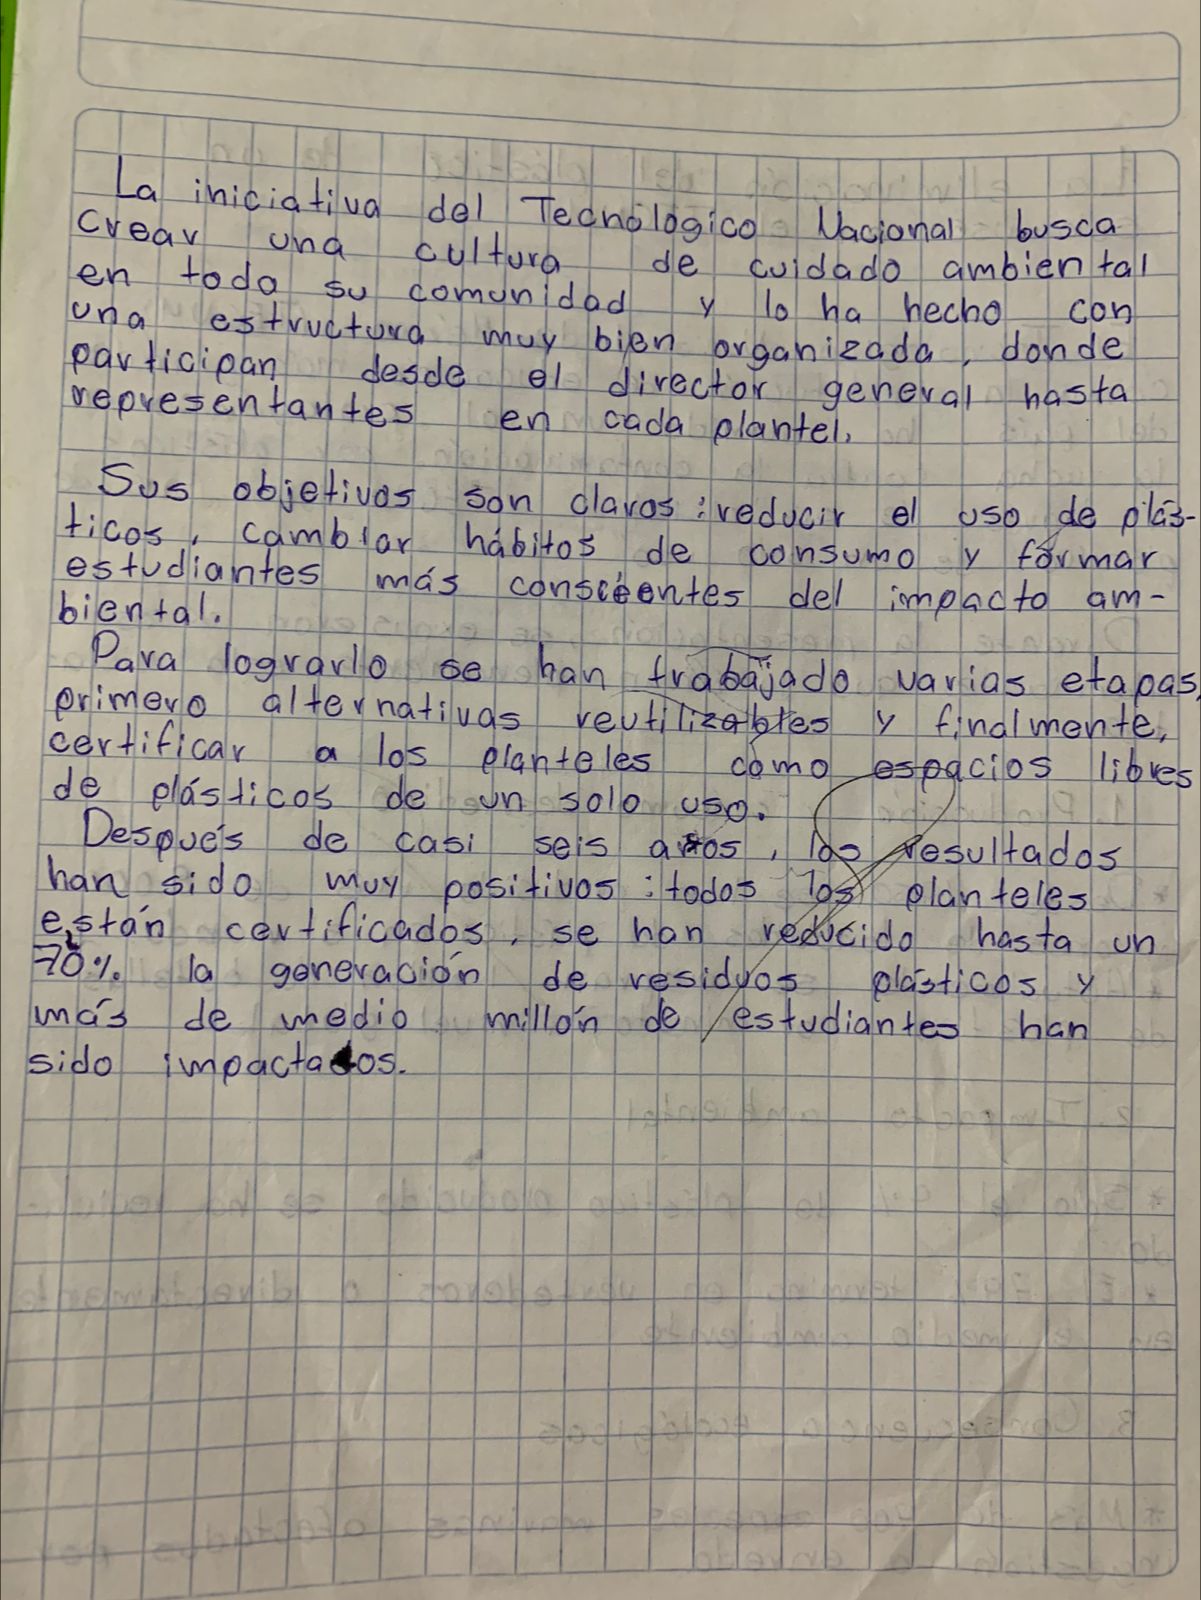 La iniciativa del Tecnólogico Nacional busca
crear una cultura de cuidado ambiental
en toda su comunidad y lo ha hecho con
una estructura muy bien organizada, donde
participan desde el director general hasta
representantes en cada plantel.
Sus objetivos son claros: reducir el uso de plás-
ticos, cambiar hábitos de consumo y formar
estudiantes más conscientes del impacto am-
biental.
Para lograrlo se han trabajado varias etapas,
primero alternativas reutilizables y finalmente,
certificar a los planteles como espacios libres
de plásticos de un solo uso.
Después de casi seis años, los resultados
han sido muy positivos: todos los planteles
están certificados, se han reducido hasta un
70% la generación de residuos plásticos y
más de medio millón de estudiantes han
sido impactados.